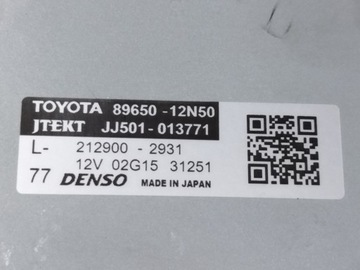 TOYOTA 89650 -12N50
JTEKT JJ501-013771
L- 212900 - 2931
12V 02G15 31251
77 DENSO MADE IN JAPAN